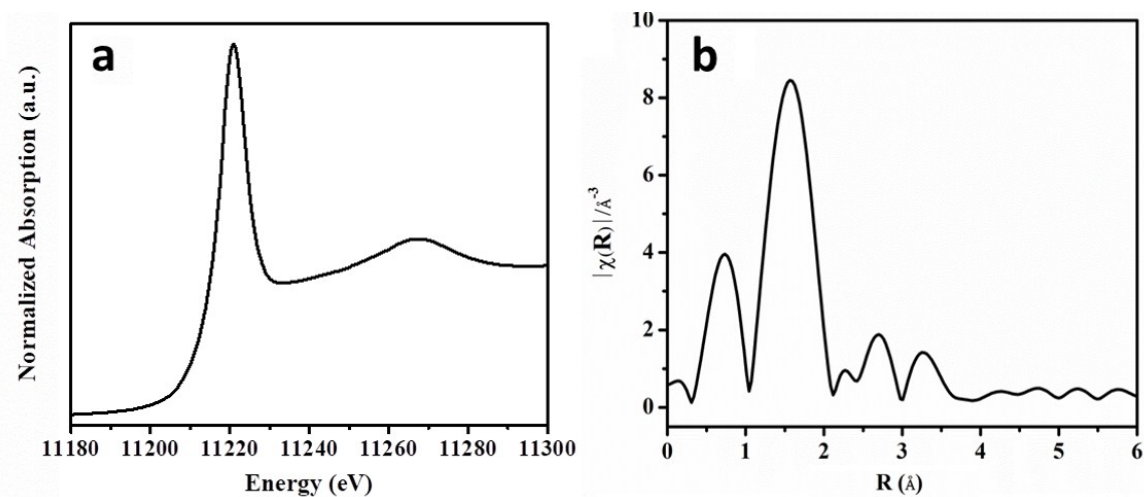 a
Normalized Absorption (a.u.)
11180 11200 11220 11240 11260 11280 11300
Energy (eV)
b
|χ(R)|/Å⁻³
10
8
6
4
2
0
0 1 2 3 4 5 6
R (Å)